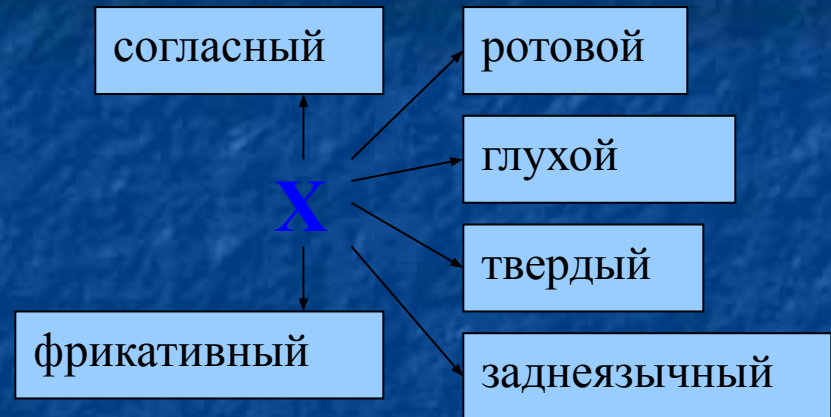 согласный
ротовой
глухой
Х
твердый
фрикативный
заднеязычный